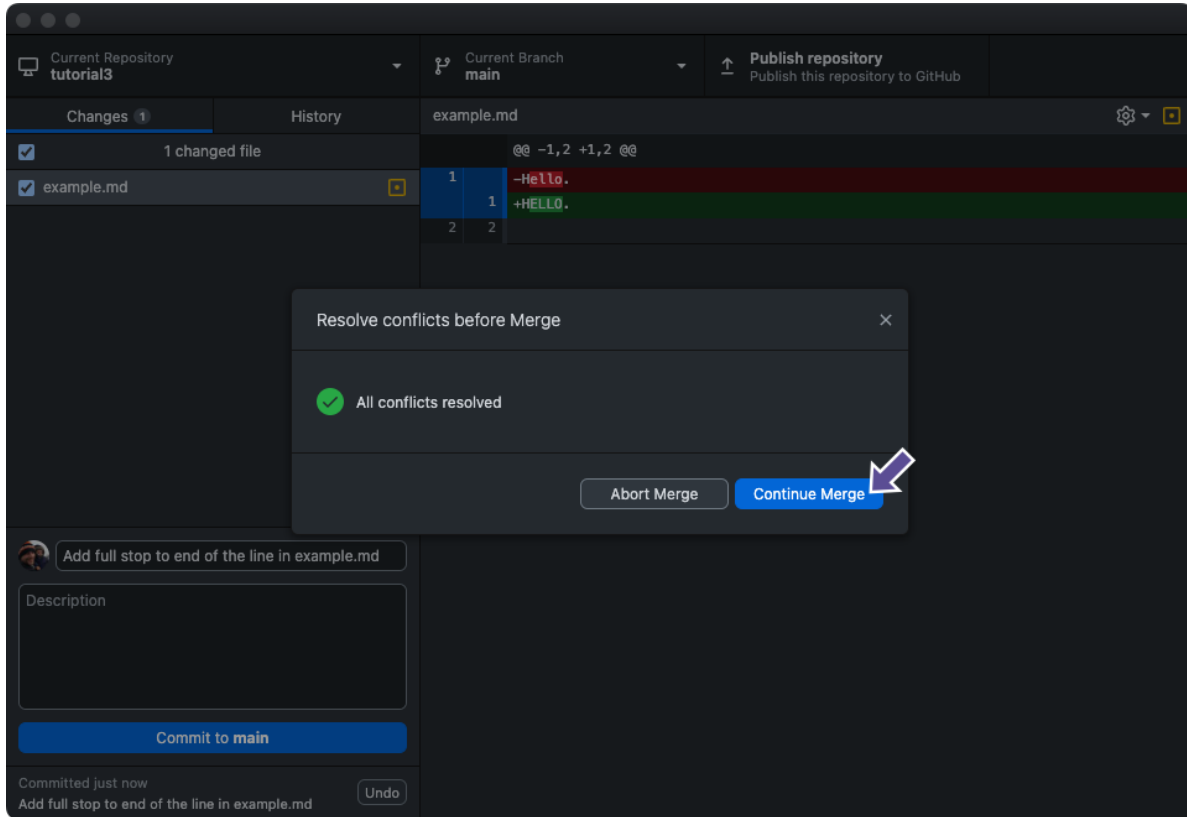 Current Repository
tutorial3
Current Branch
main
Publish repository
Publish this repository to GitHub
Changes 1
History
1 changed file
example.md
example.md
@@ -1,2 +1,2 @@
1 -Hello.
1 +HELLO.
2 2
Resolve conflicts before Merge
All conflicts resolved
Abort Merge
Continue Merge
Add full stop to end of the line in example.md
Description
Commit to main
Committed just now
Add full stop to end of the line in example.md
Undo